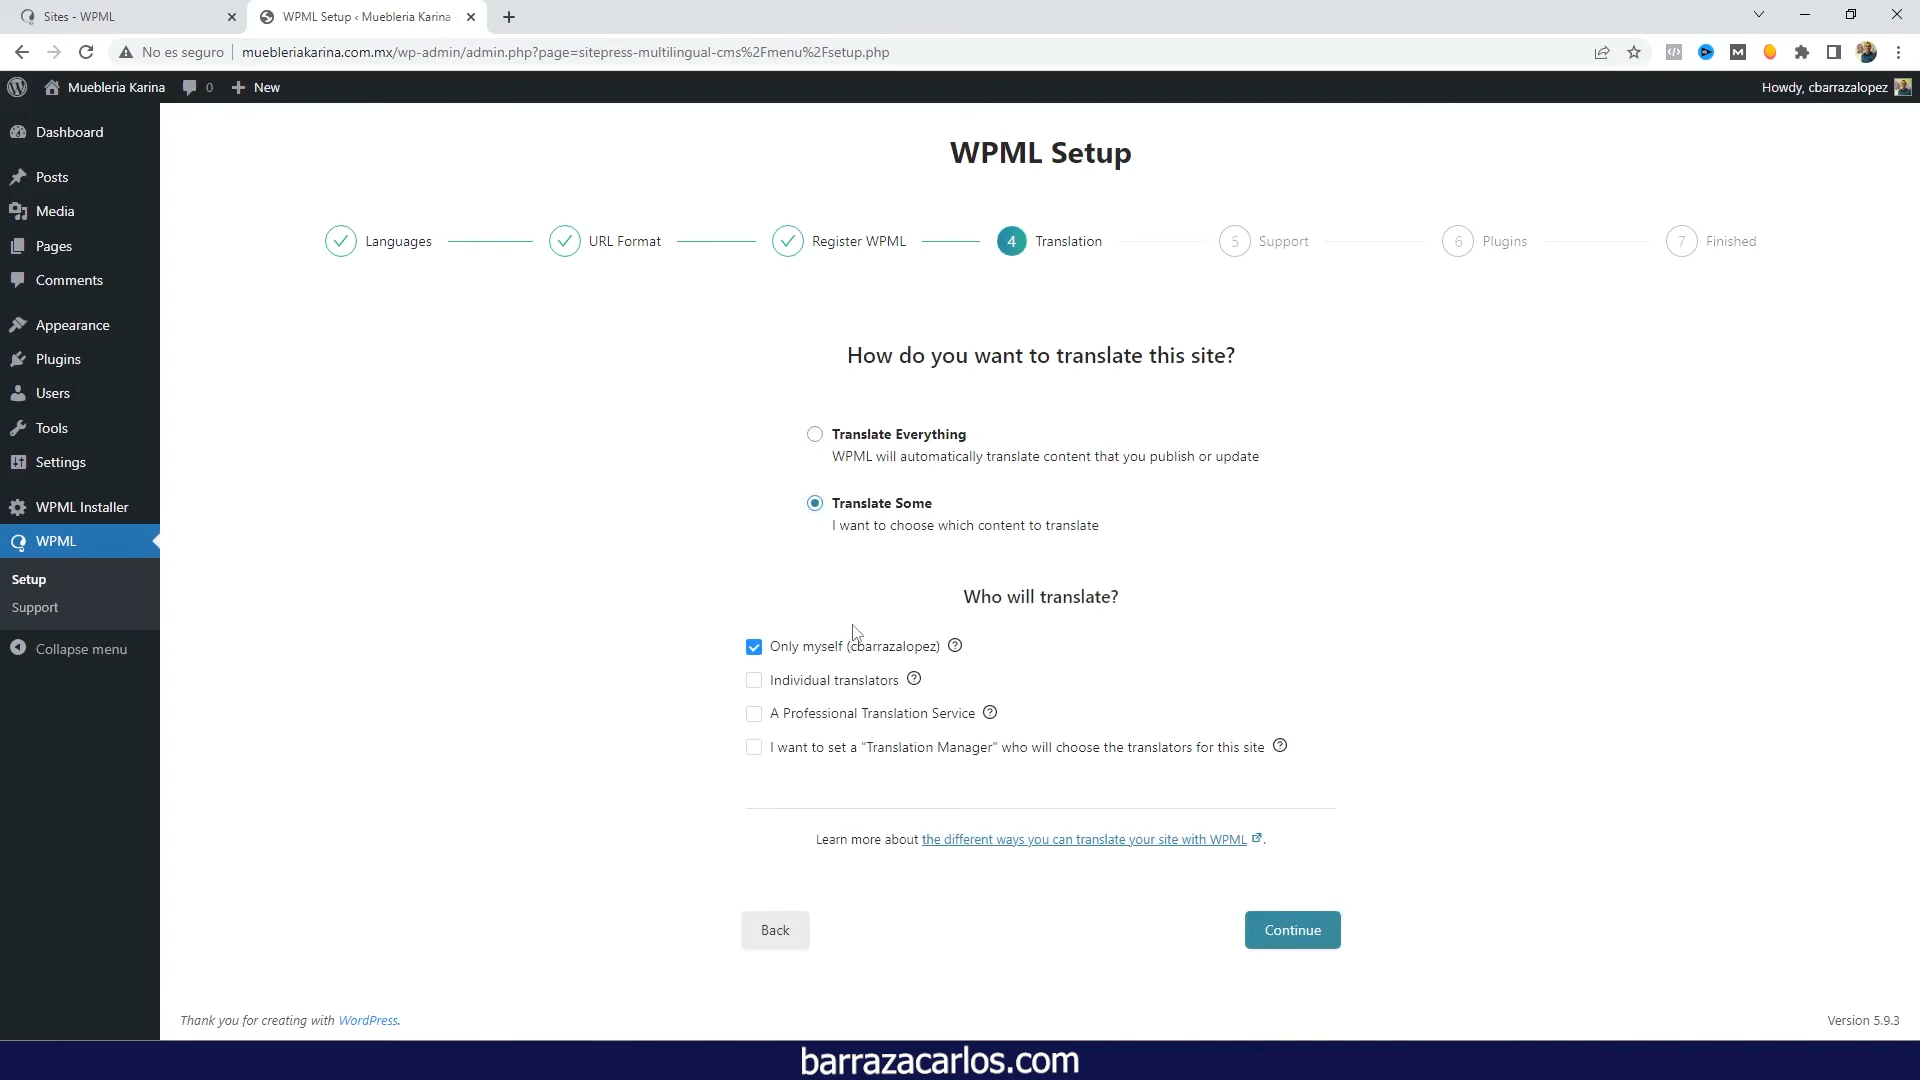 Sites - WPML
WPML Setup ‹ Muebleria Karina
No es seguro
muebleriakarina.com.mx/wp-admin/admin.php?page=sitepress-multilingual-cms%2Fmenu%2Fsetup.php
Muebleria Karina
0
New
Howdy, cbarrazalopez
Dashboard
Posts
Media
Pages
Comments
Appearance
Plugins
Users
Tools
Settings
WPML Installer
WPML
Setup
Support
Collapse menu
WPML Setup
Languages
URL Format
Register WPML
4 Translation
5 Support
6 Plugins
7 Finished
How do you want to translate this site?
Translate Everything
WPML will automatically translate content that you publish or update
Translate Some
I want to choose which content to translate
Who will translate?
Only myself (cbarrazalopez) ?
Individual translators ?
A Professional Translation Service ?
I want to set a "Translation Manager" who will choose the translators for this site ?
Learn more about the different ways you can translate your site with WPML .
Back
Continue
Thank you for creating with WordPress.
Version 5.9.3
barrazacarlos.com